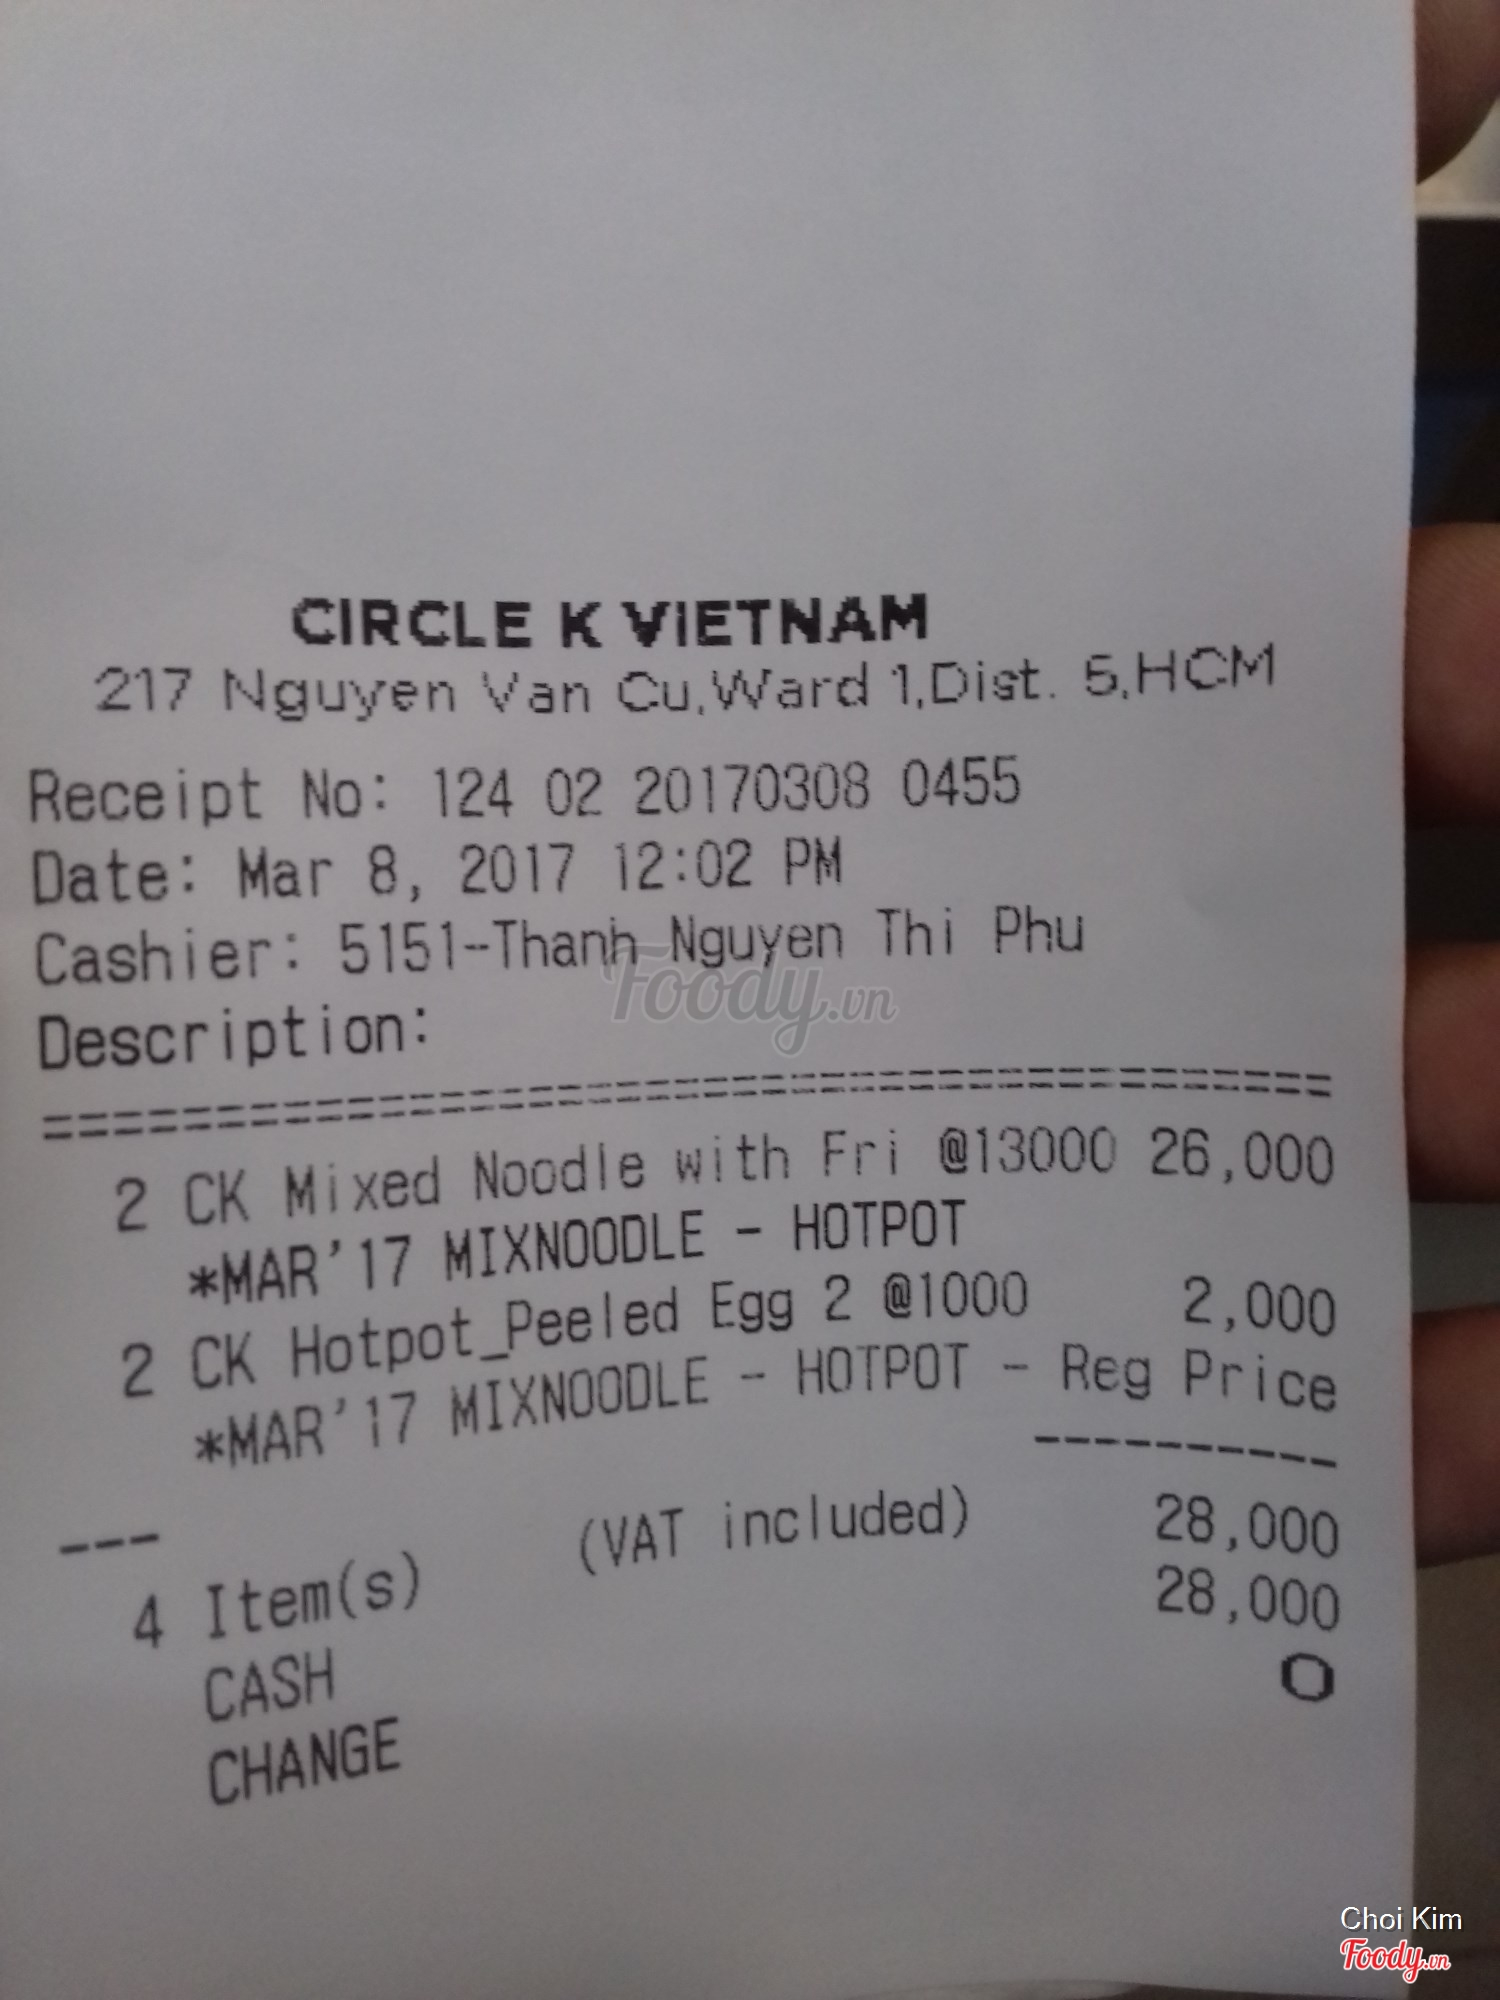 CIRCLE K VIETNAM
217 Nguyen Van Cu,Ward 1,Dist. 5,HCM
Receipt No: 124 02 20170308 0455
Date: Mar 8, 2017 12:02 PM
Cashier: 5151-Thanh Nguyen Thi Phu
Foody.vn
Description:
2 CK Mixed Noodle with Fri @13000 26,000
*MAR'17 MIXNOODLE - HOTPOT
2 CK Hotpot_Peeled Egg 2 @1000 2,000
*MAR'17 MIXNOODLE - HOTPOT - Reg Price
4 Item(s) (VAT included) 28,000
CASH 28,000
CHANGE 0
Choi Kim
Foody.vn